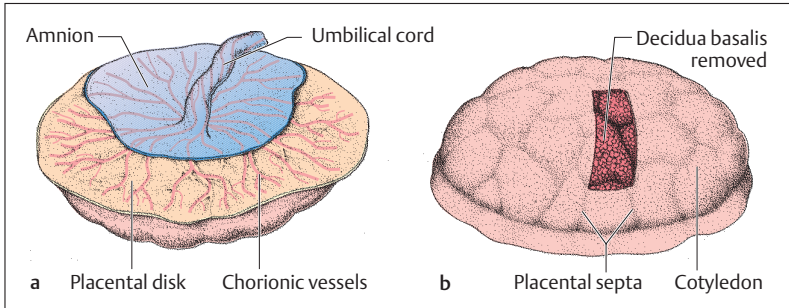 Amnion
Umbilical cord
a
Placental disk
Chorionic vessels
Decidua basalis
removed
b
Placental septa
Cotyledon